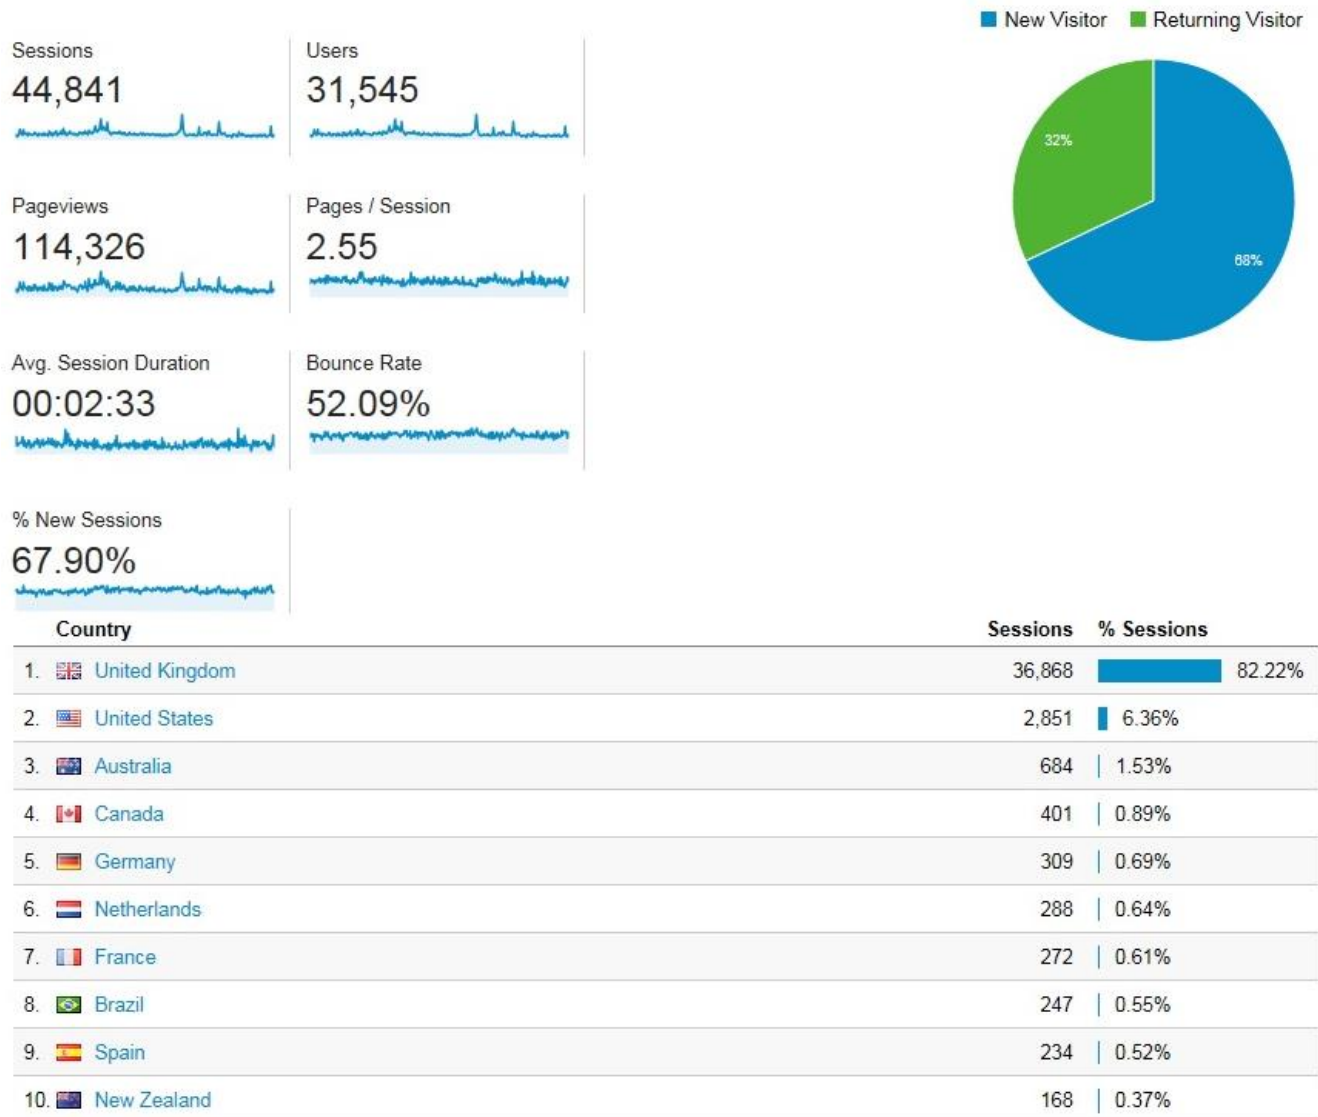 New Visitor Returning Visitor
Sessions Users
44,841 31,545
32%
Pageviews Pages / Session
114,326 2.55
68%
Avg. Session Duration Bounce Rate
00:02:33 52.09%
% New Sessions
67.90%
Country Sessions % Sessions
1. United Kingdom 36,868 82.22%
2. United States 2,851 6.36%
3. Australia 684 1.53%
4. Canada 401 0.89%
5. Germany 309 0.69%
6. Netherlands 288 0.64%
7. France 272 0.61%
8. Brazil 247 0.55%
9. Spain 234 0.52%
10. New Zealand 168 0.37%